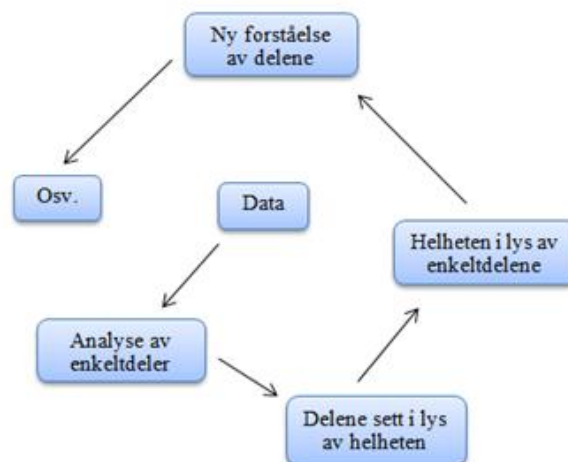 Ny forståelse
av delene
Osv.
Data
Helheten i lys av
enkeltdelene
Analyse av
enkeltdeler
Delene sett i lys
av helheten